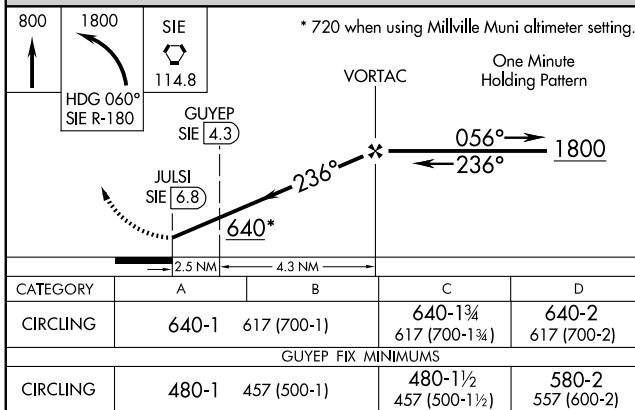 800
1800
SIE
114.8
HDG 060°
SIE R-180
* 720 when using Millville Muni altimeter setting.
One Minute
Holding Pattern
VORTAC
GUYEP
SIE 4.3
JULSI
SIE 6.8
236°
056°
236°
1800
640*
2.5 NM
4.3 NM
CATEGORY A B C D
CIRCLING 640-1 617 (700-1) 640-1¾ 617 (700-1¾) 640-2 617 (700-2)
GUYEP FIX MINIMUMS
CIRCLING 480-1 457 (500-1) 480-1½ 457 (500-1½) 580-2 557 (600-2)